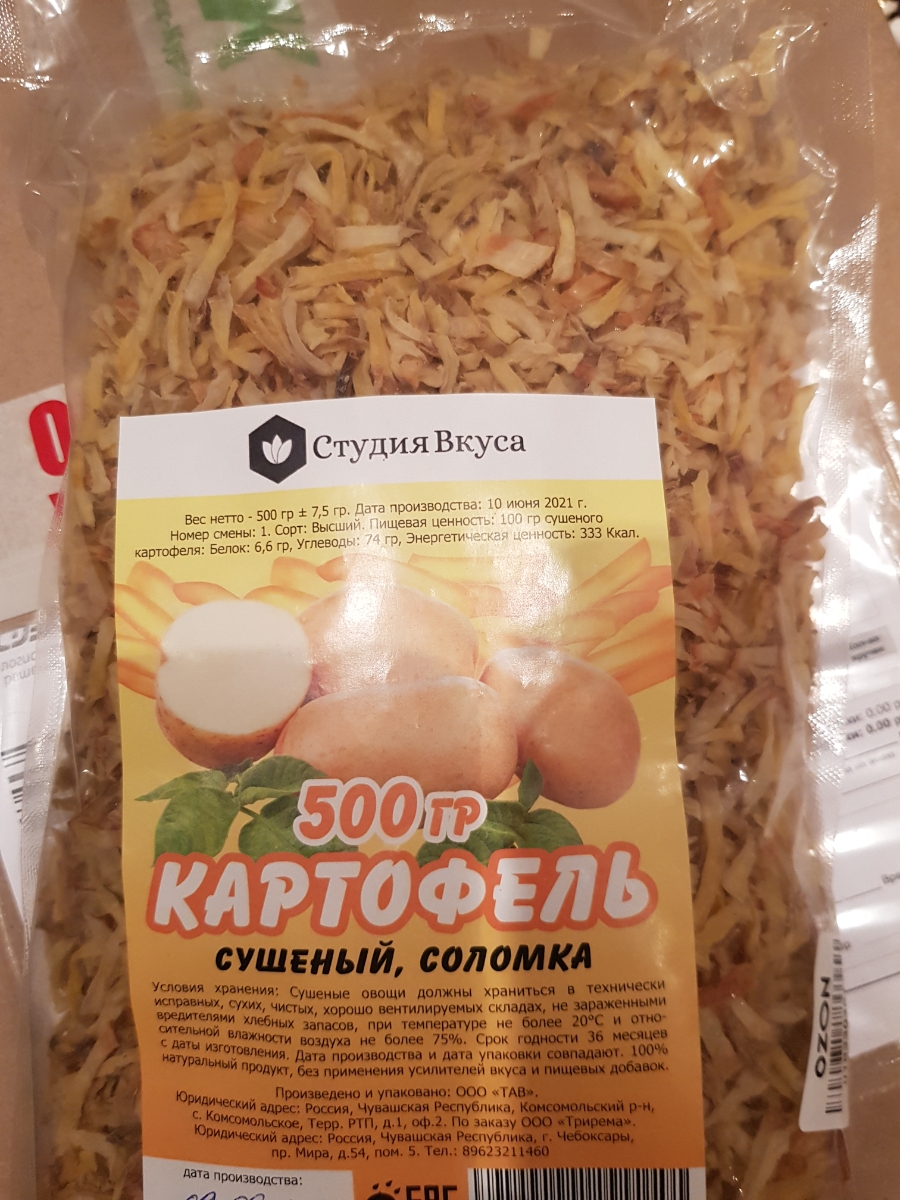 Студия Вкуса
Вес нетто - 500 гр ± 7,5 гр. Дата производства: 10 июня 2021 г.
Номер смены: 1. Сорт: Высший. Пищевая ценность: 100 гр сушеного
картофеля: Белок: 6,6 гр, Углеводы: 74 гр, Энергетическая ценность: 333 Ккал.
500 гр
КАРТОФЕЛЬ
СУШЕНЫЙ, СОЛОМКА
Условия хранения: Сушеные овощи должны храниться в технически
исправных, сухих, чистых, хорошо вентилируемых складах, не зараженными
вредителями хлебных запасов, при температуре не более 20°С и отно-
сительной влажности воздуха не более 75%. Срок годности 36 месяцев
с даты изготовления. Дата производства и дата упаковки совпадают. 100%
натуральный продукт, без применения усилителей вкуса и пищевых добавок.
Произведено и упаковано: ООО «ТАВ».
Юридический адрес: Россия, Чувашская Республика, Комсомольский р-н,
с. Комсомольское, Терр. РТП, д.1, оф.2. По заказу ООО «Трирема».
Юридический адрес: Россия, Чувашская Республика, г. Чебоксары,
пр. Мира, д.54, пом. 5. Тел.: 89623211460
дата производства:
OZON
0.00 р
0.00 р